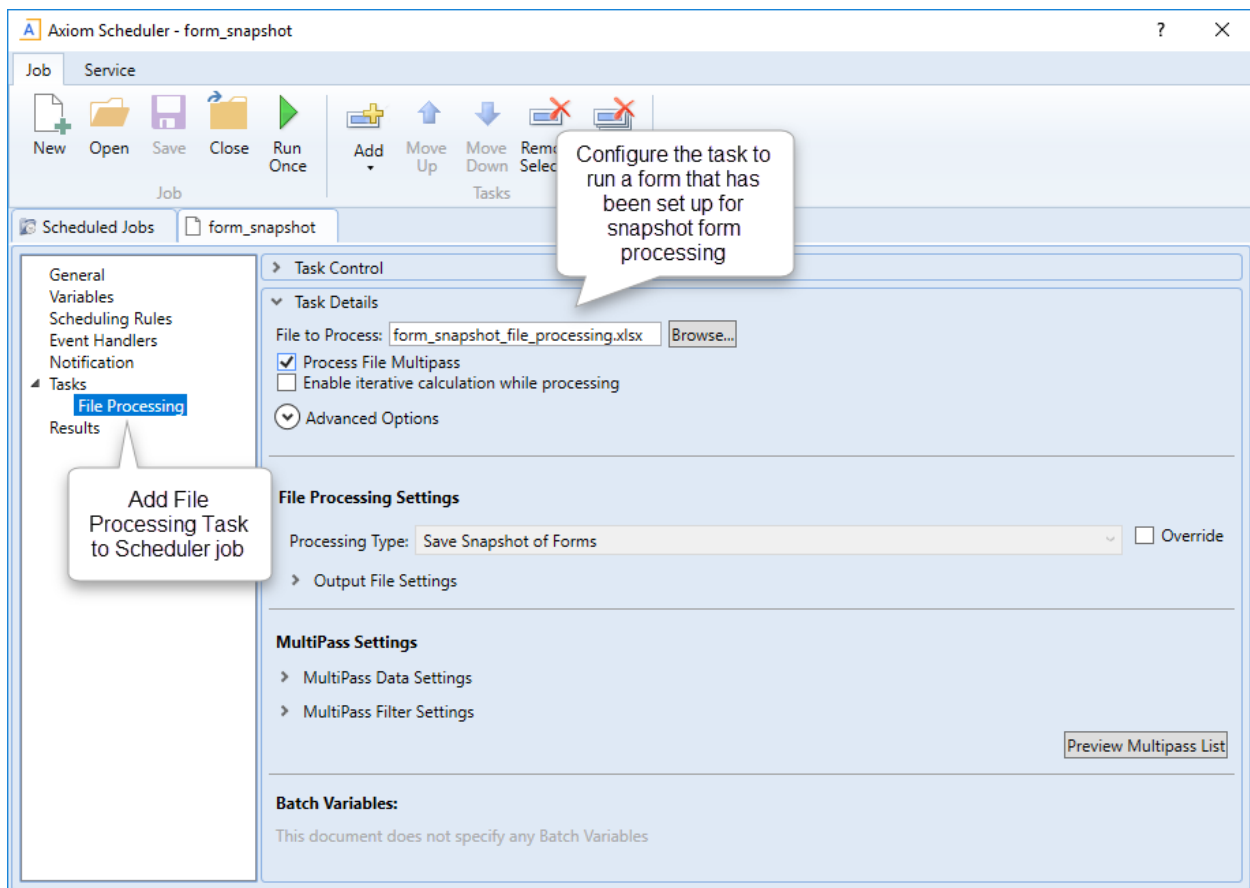 A Axiom Scheduler - form_snapshot ?
Job Service
New Open Save Close Run Once
Add Move Up Move Down
Job
Tasks
Configure the task to
run a form that has
been set up for
snapshot form
processing
Scheduled Jobs form_snapshot
General
Variables
Scheduling Rules
Event Handlers
Notification
Tasks
File Processing
Results
Add File
Processing Task
to Scheduler job
Task Control
Task Details
File to Process: form_snapshot_file_processing.xlsx Browse...
Process File Multipass
Enable iterative calculation while processing
Advanced Options
File Processing Settings
Processing Type: Save Snapshot of Forms Override
Output File Settings
MultiPass Settings
MultiPass Data Settings
MultiPass Filter Settings
Preview Multipass List
Batch Variables:
This document does not specify any Batch Variables